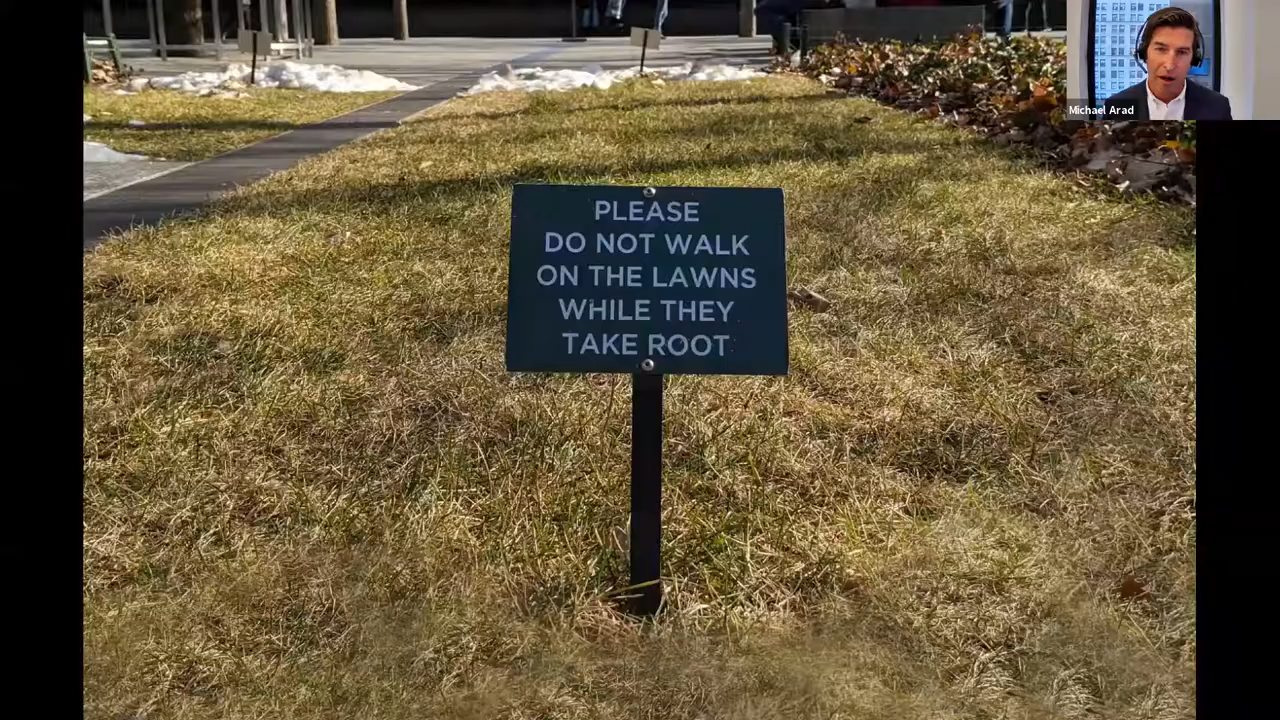 Michael Arad
PLEASE
DO NOT WALK
ON THE LAWNS
WHILE THEY
TAKE ROOT